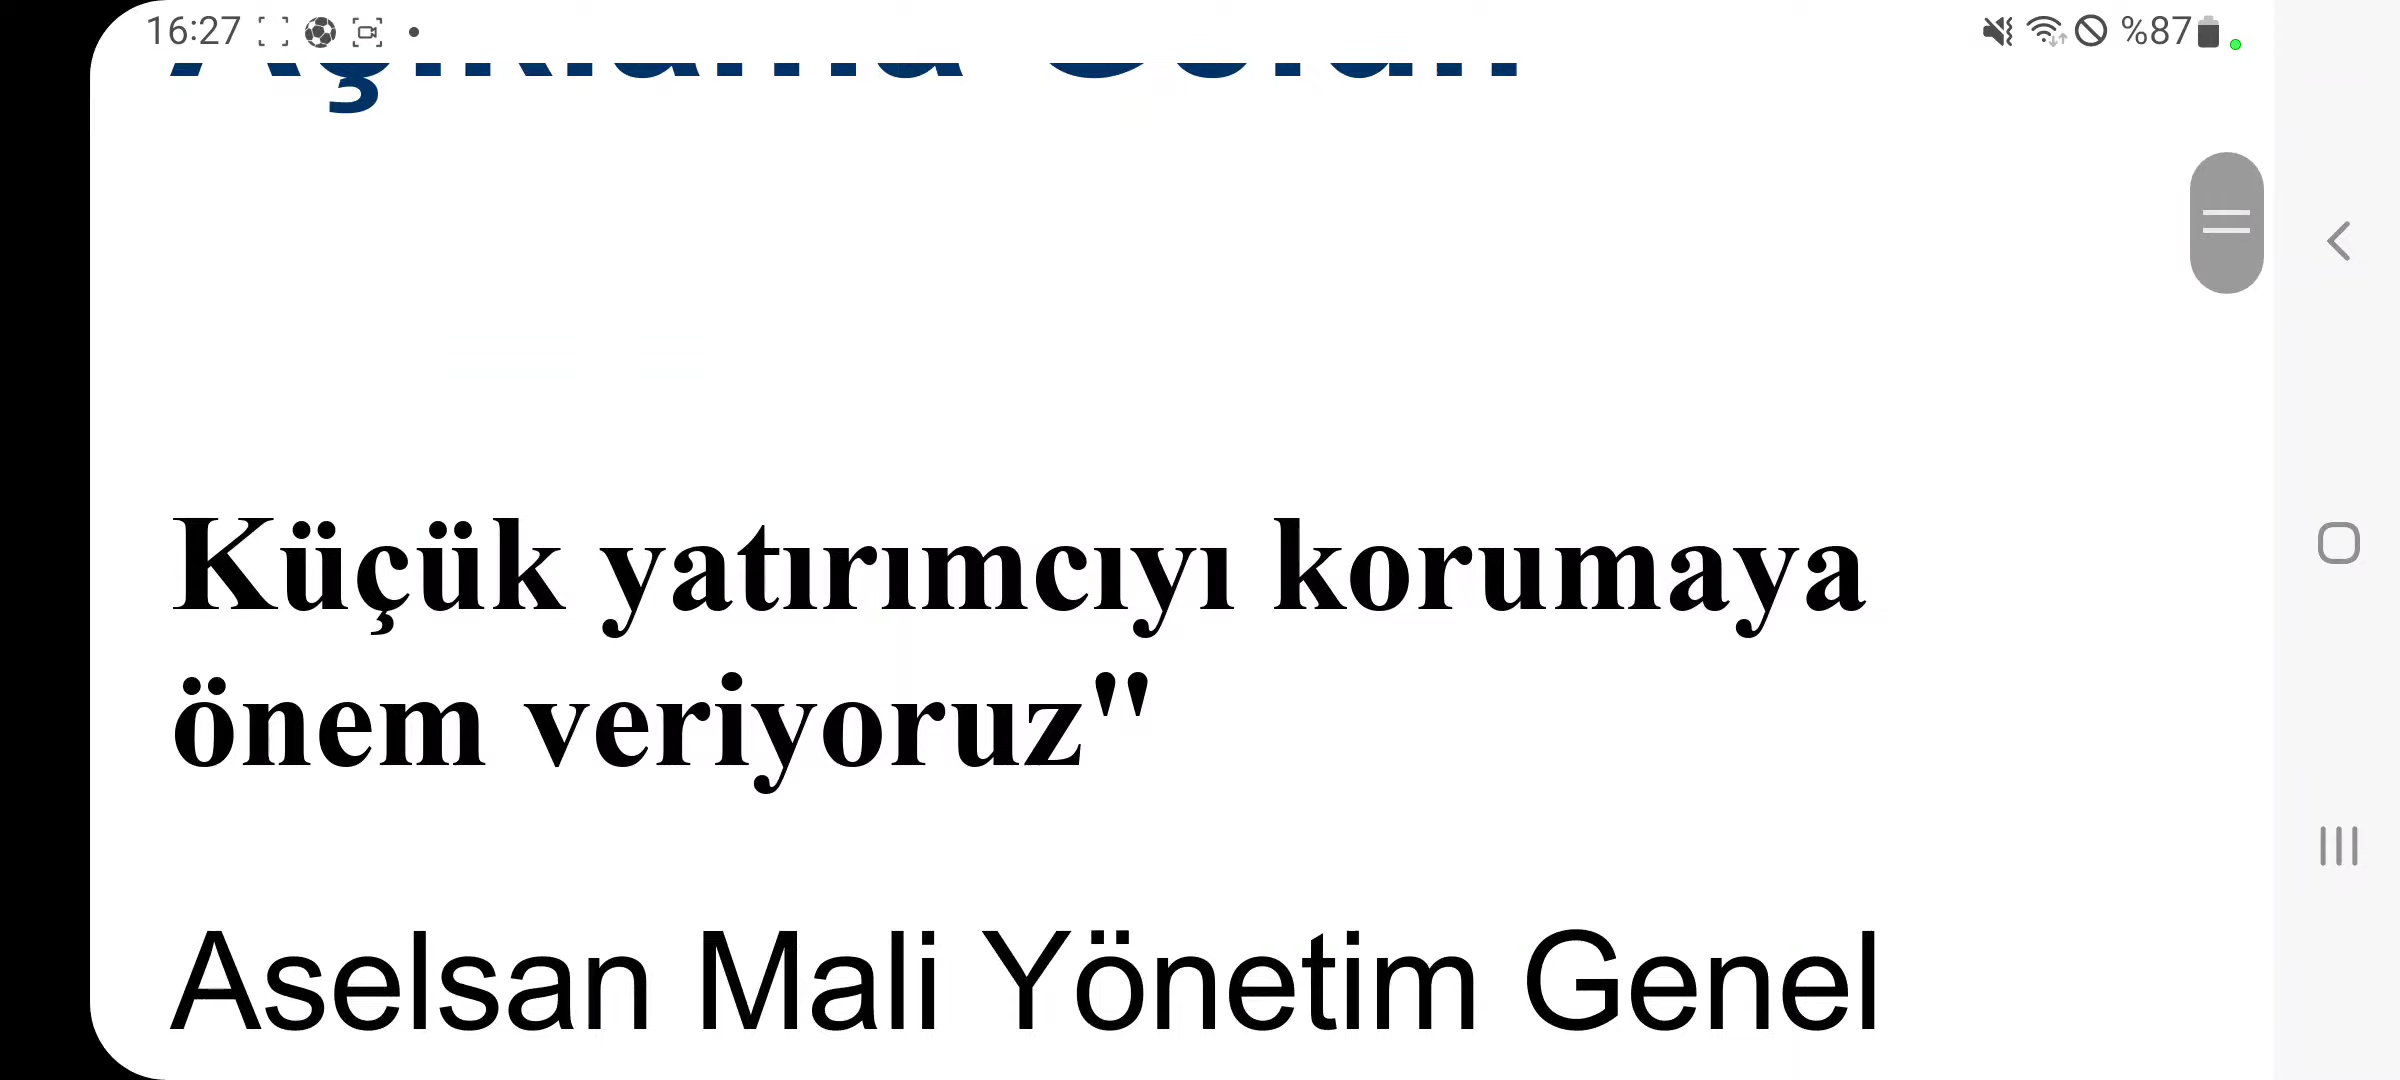 16:27 %87
Küçük yatırımcıyı korumaya
önem veriyoruz"
Aselsan Mali Yönetim Genel